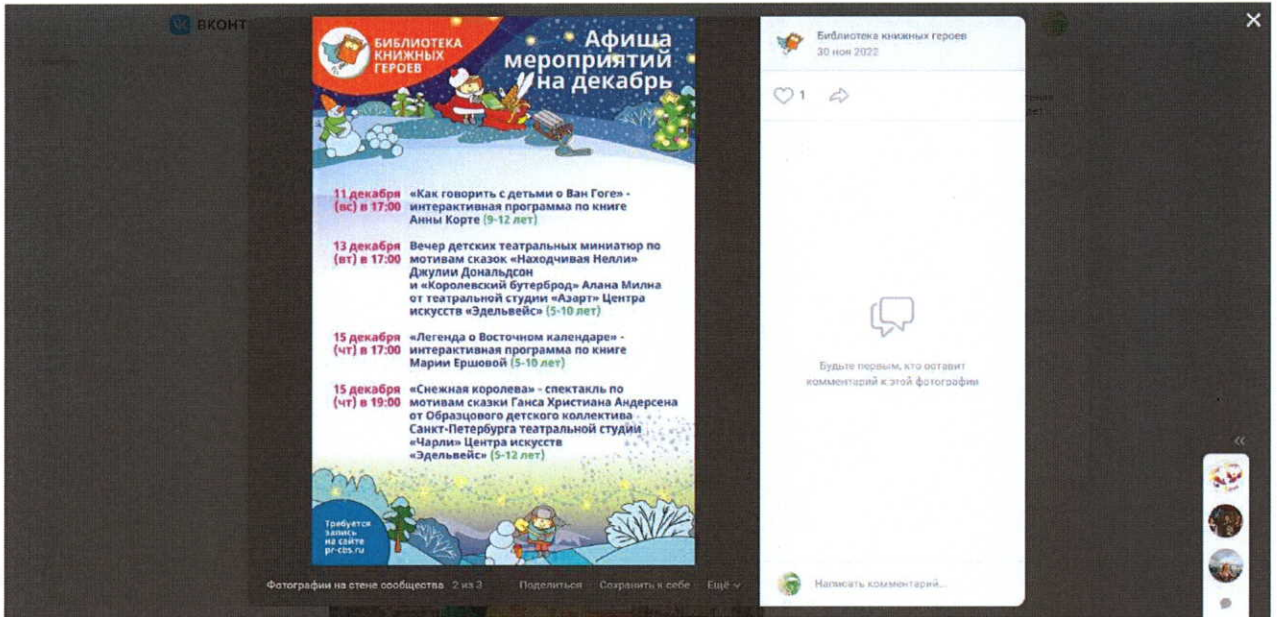 ВКОНТ
БИБЛИОТЕКА
КНИЖНЫХ
ГЕРОЕВ
Афиша
мероприятий
на декабрь
11 декабря «Как говорить с детьми о Ван Гоге» -
(вс) в 17:00 интерактивная программа по книге
Анны Корте (9-12 лет)
13 декабря Вечер детских театральных миниатюр по
(вт) в 17:00 мотивам сказок «Находчивая Нелли»
Джулии Дональдсон
и «Королевский бутерброд» Алана Милна
от театральной студии «Азарт» Центра
искусств «Эдельвейс» (5-10 лет)
15 декабря «Легенда о Восточном календаре» -
(чт) в 17:00 интерактивная программа по книге
Марии Ершовой (5-10 лет)
15 декабря «Снежная королева» - спектакль по
(чт) в 19:00 мотивам сказки Ганса Христиана Андерсена
от Образцового детского коллектива
Санкт-Петербурга театральной студии
«Чарли» Центра искусств
«Эдельвейс» (5-12 лет)
Требуется
запись
на сайте
pr-cbs.ru
Фотографии на стене сообщества 2 из 3 Поделиться Сохранить к себе Ещё
Библиотека книжных героев
30 ноя 2022
1
Будьте первым, кто оставит
комментарий к этой фотографии
Написать комментарий...